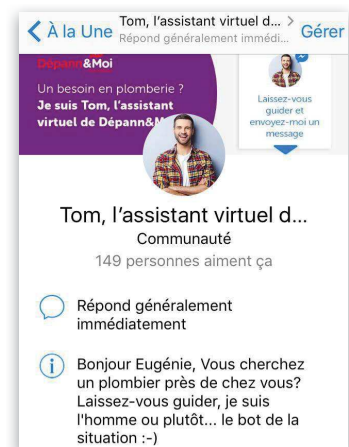 À la Une
Tom, l'assistant virtuel d...
Répond généralement immédi...
Gérer
Dépann&Moi
Un besoin en plomberie ?
Je suis Tom, l'assistant
virtuel de Dépann&M
Laissez-vous
guider et
envoyez-moi un
message
Tom, l'assistant virtuel d...
Communauté
149 personnes aiment ça
Répond généralement
immédiatement
Bonjour Eugénie, Vous cherchez
un plombier près de chez vous?
Laissez-vous guider, je suis
l'homme ou plutôt... le bot de la
situation :-)